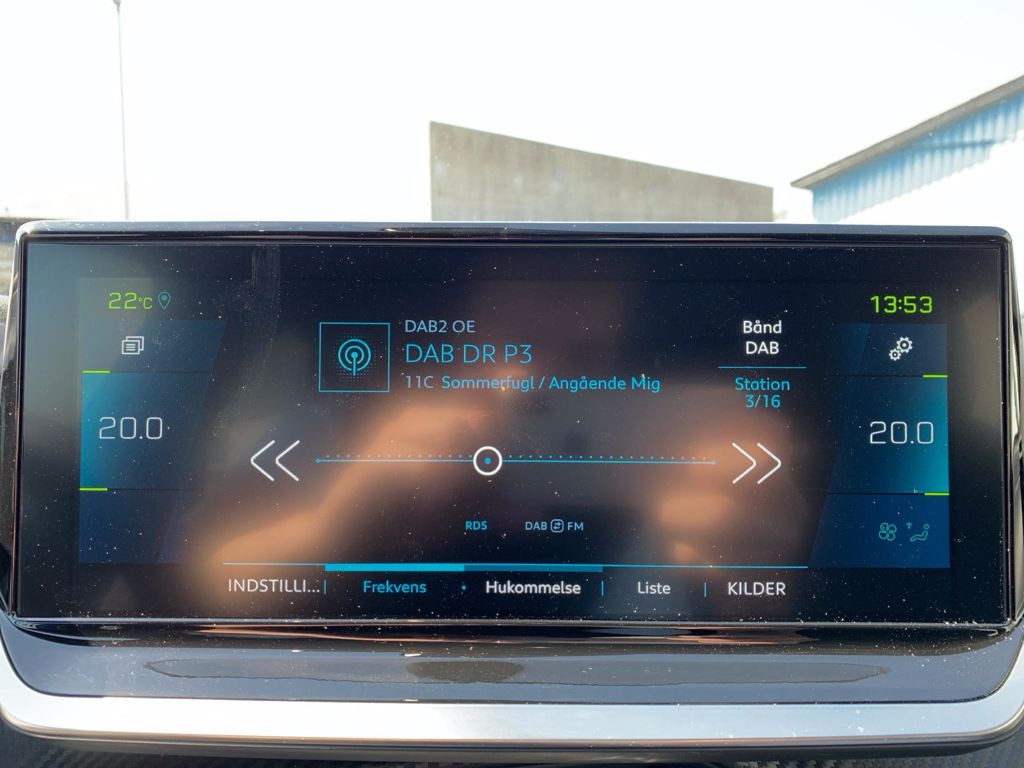 22°C
13:53
DAB2 OE
DAB DR P3
11C Sommerfugl / Angående Mig
Bånd
DAB
Station
3/16
20.0
20.0
RDS
DAB FM
INDSTILLI... | Frekvens • Hukommelse | Liste | KILDER